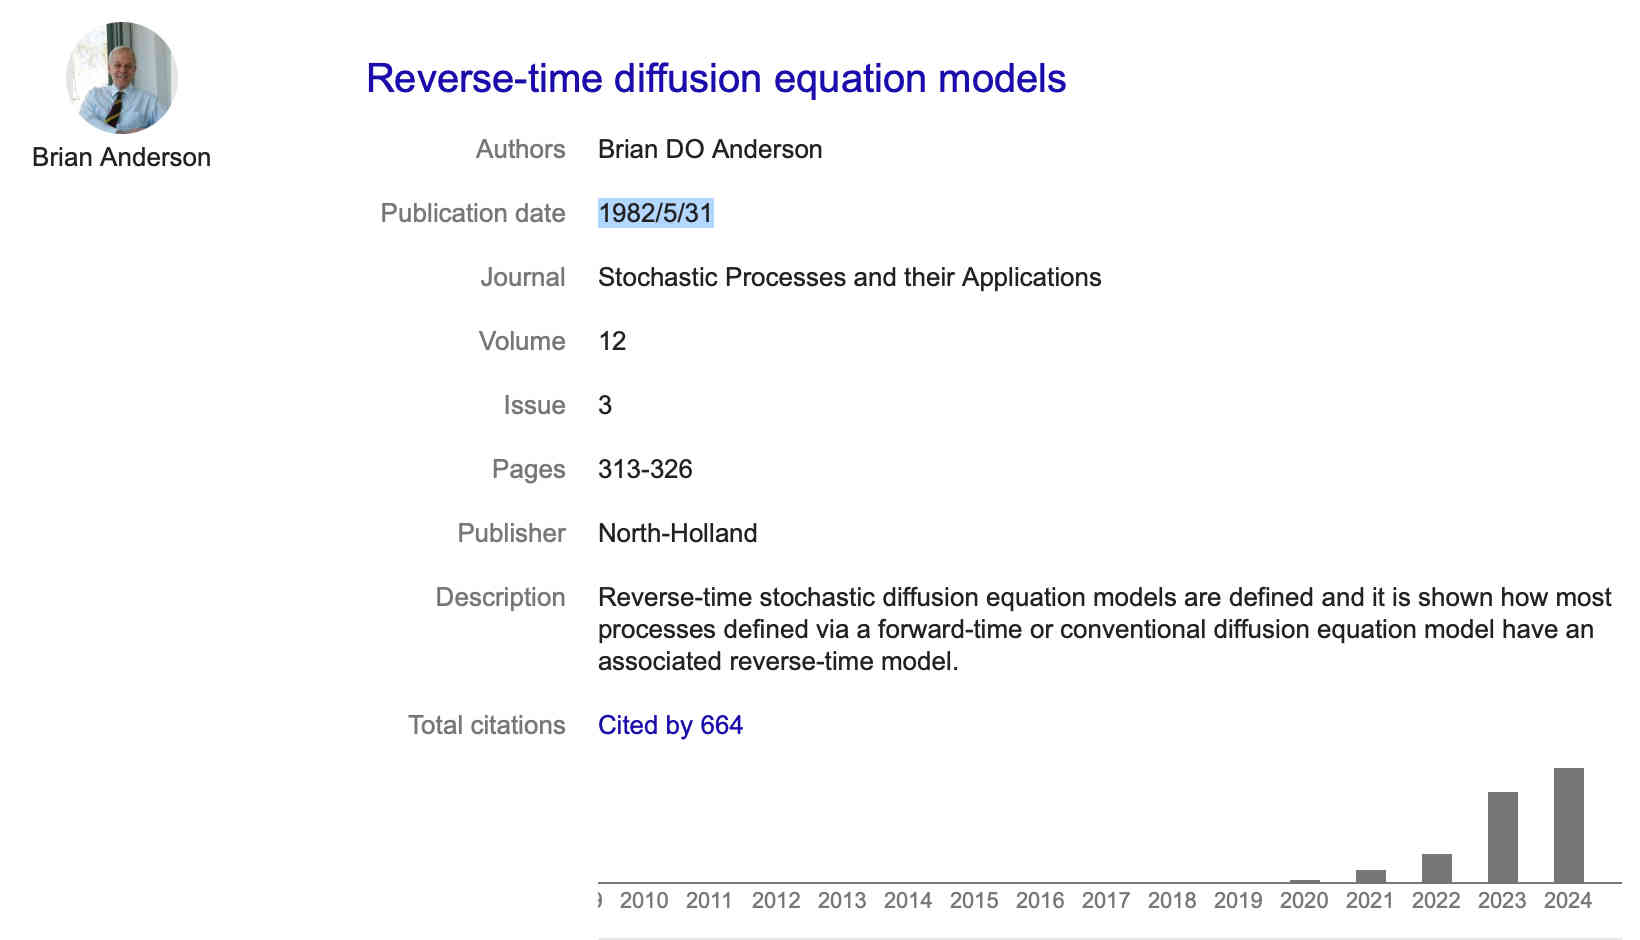 Brian Anderson
Reverse-time diffusion equation models
Authors Brian DO Anderson
Publication date 1982/5/31
Journal Stochastic Processes and their Applications
Volume 12
Issue 3
Pages 313-326
Publisher North-Holland
Description Reverse-time stochastic diffusion equation models are defined and it is shown how most
processes defined via a forward-time or conventional diffusion equation model have an
associated reverse-time model.
Total citations Cited by 664
2010 2011 2012 2013 2014 2015 2016 2017 2018 2019 2020 2021 2022 2023 2024